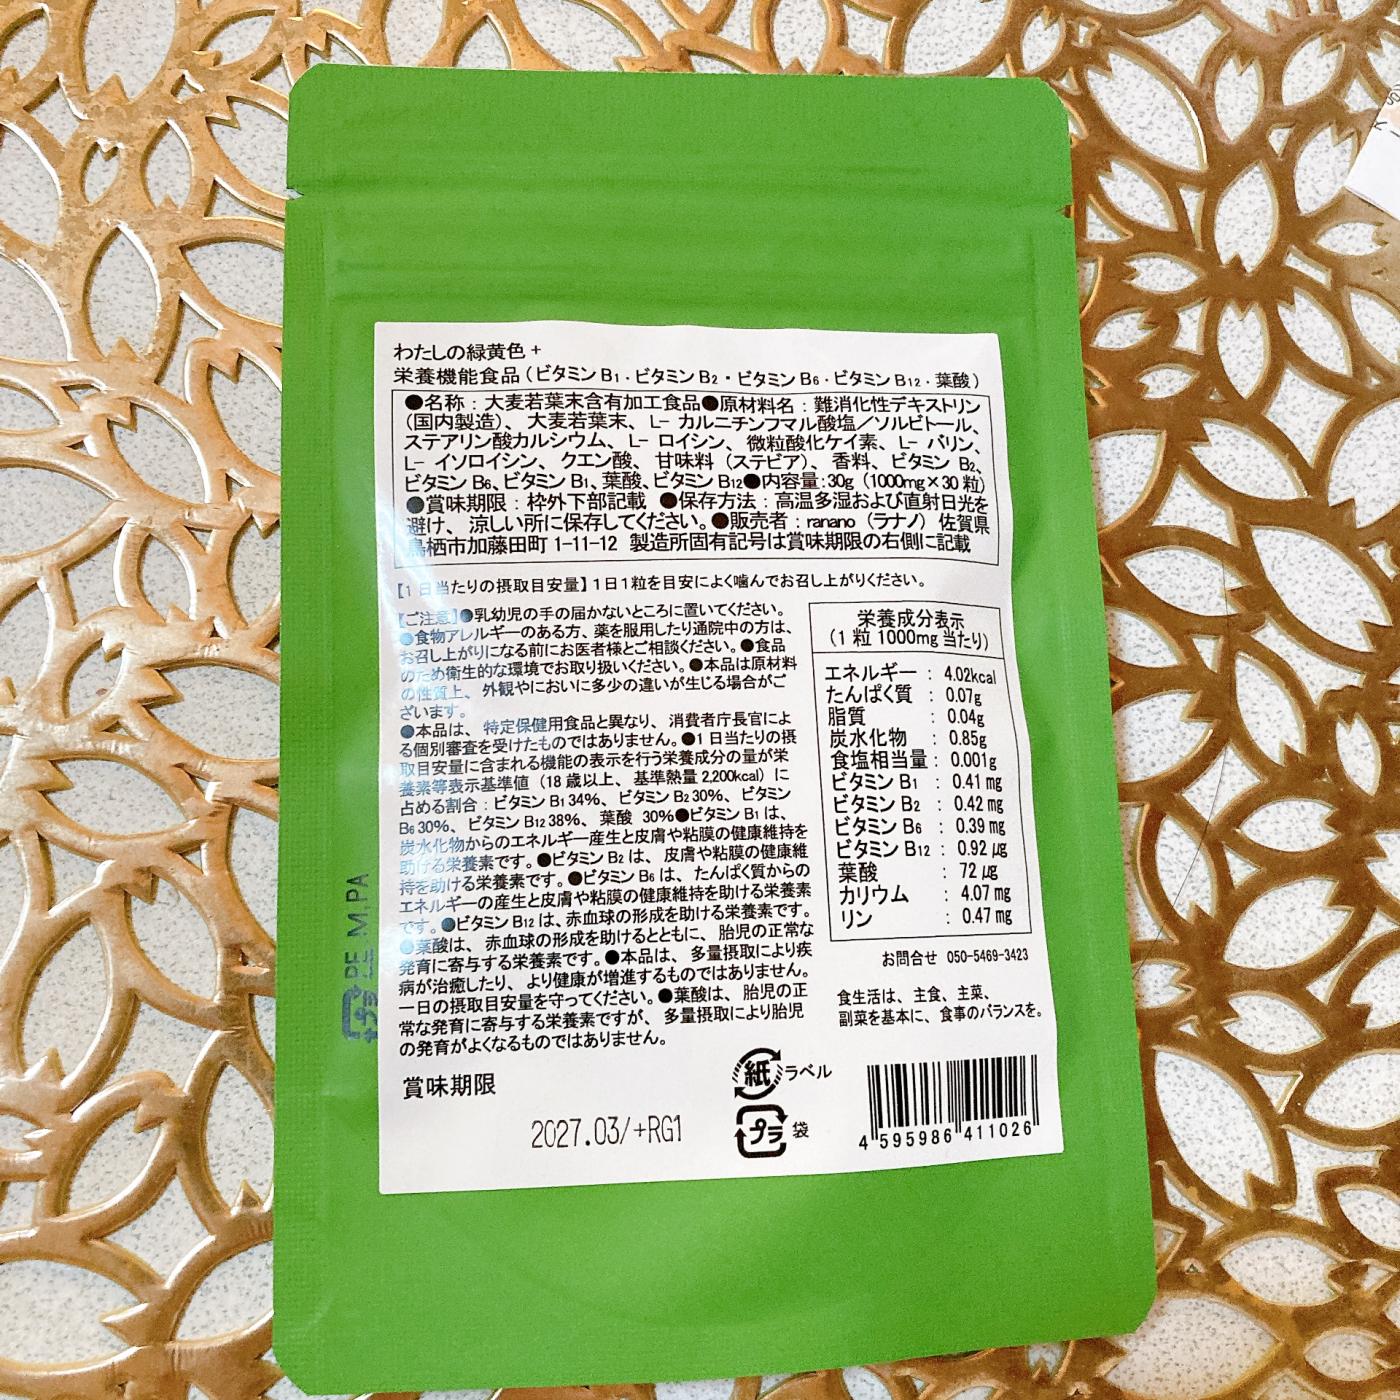 わたしの緑黄色+
栄養機能食品(ビタミンB1・ビタミンB2・ビタミンB6・ビタミンB12・葉酸)
●名称：大麦若葉末含有加工食品●原材料名：難消化性デキストリン
(国内製造)、大麦若葉末、L-カルニチンフマル酸塩/ソルビトール、
ステアリン酸カルシウム、L-ロイシン、微粒酸化ケイ素、L-バリン、
L-イソロイシン、クエン酸、甘味料(ステビア)、香料、ビタミンB2、
ビタミンB6、ビタミンB1、葉酸、ビタミンB12●内容量：30g(1000mg×30粒)
●賞味期限：枠外下部記載 ●保存方法：高温多湿および直射日光を
避け、涼しい所に保存してください。●販売者：ranano(ラナノ)佐賀県
鳥栖市加藤田町1-11-12 製造所固有記号は賞味期限の右側に記載
【1日当たりの摂取目安量】1日1粒を目安によく噛んでお召し上がりください。
【ご注意】●乳幼児の手の届かないところに置いてください。
●食物アレルギーのある方、薬を服用したり通院中の方は、
お召し上がりになる前にお医者様とご相談ください。●食品
のため衛生的な環境でお取り扱いください。●本品は原材料
の性質上、外観やにおいに多少の違いが生じる場合がご
ざいます。
●本品は、特定保健用食品と異なり、消費者庁長官によ
る個別審査を受けたものではありません。●1日当たりの摂
取目安量に含まれる機能の表示を行う栄養成分の量が栄
養素等表示基準値(18歳以上、基準熱量2,200kcal)に
占める割合：ビタミンB1 34%、ビタミンB2 30%、ビタミン
B6 30%、ビタミンB12 38%、葉酸 30%●ビタミンB1は、
炭水化物からのエネルギー産生と皮膚や粘膜の健康維持を
助ける栄養素です。●ビタミンB2は、皮膚や粘膜の健康維
持を助ける栄養素です。●ビタミンB6は、たんぱく質からの
エネルギーの産生と皮膚や粘膜の健康維持を助ける栄養素
です。●ビタミンB12は、赤血球の形成を助ける栄養素です。
●葉酸は、赤血球の形成を助けるとともに、胎児の正常な
発育に寄与する栄養素です。●本品は、多量摂取により疾
病が治癒したり、より健康が増進するものではありません。
一日の摂取目安量を守ってください。●葉酸は、胎児の正
常な発育に寄与する栄養素ですが、多量摂取により胎児
の発育がよくなるものではありません。
栄養成分表示
(1粒1000mg当たり)
エネルギー：4.02kcal
たんぱく質：0.07g
脂質：0.04g
炭水化物：0.85g
食塩相当量：0.001g
ビタミンB1：0.41mg
ビタミンB2：0.42mg
ビタミンB6：0.39mg
ビタミンB12：0.92μg
葉酸：72μg
カリウム：4.07mg
リン：0.47mg
お問合せ 050-5469-3423
食生活は、主食、主菜、
副菜を基本に、食事のバランスを。
賞味期限
2027.03/+RG1
紙 ラベル
プラ 袋
4 595986 411026
プラ PE M,PA